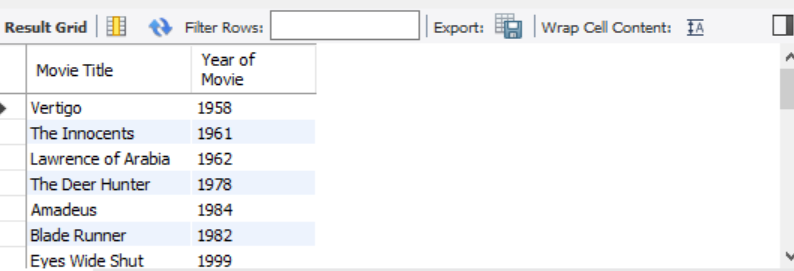 Result Grid Filter Rows: Export: Wrap Cell Content: IA
Movie Title Year of
Movie
Vertigo 1958
The Innocents 1961
Lawrence of Arabia 1962
The Deer Hunter 1978
Amadeus 1984
Blade Runner 1982
Eyes Wide Shut 1999